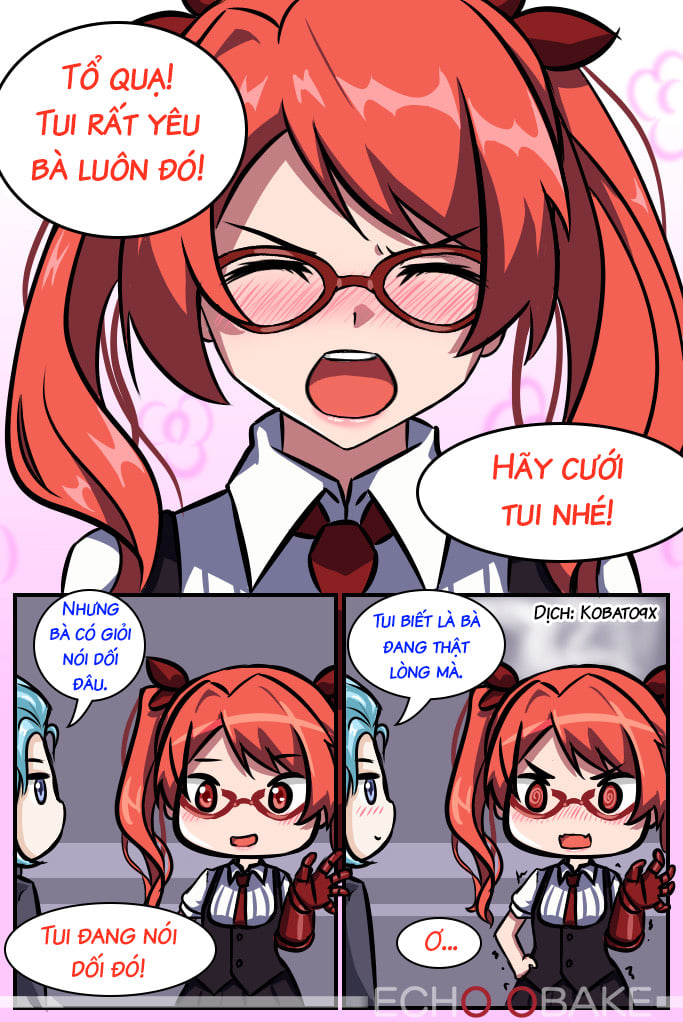 TỔ QUẠ!
TUI RẤT YÊU
BÀ LUÔN ĐÓ!
HÃY CƯỚI
TUI NHÉ!
NHƯNG
BÀ CÓ GIỎI
NÓI DỐI
ĐÂU.
TUI ĐANG NÓI
DỐI ĐÓ!
DỊCH: KOBATO9X
TUI BIẾT LÀ BÀ
ĐANG THẬT
LÒNG MÀ.
Ơ...
ECHO OBAKE